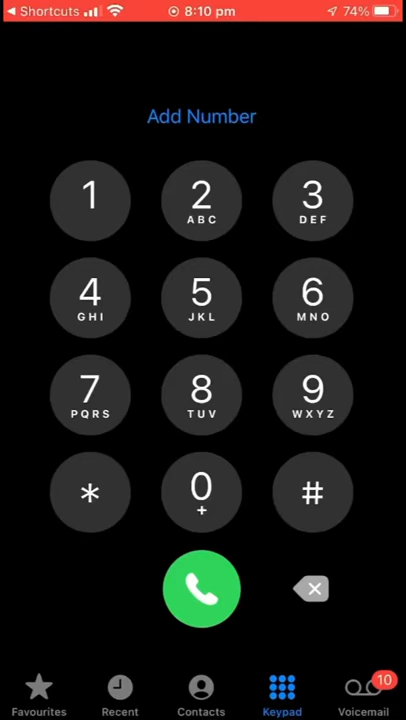 Shortcuts 8:10 pm 74%
Add Number
1 2 3
ABC DEF
4 5 6
GHI JKL MNO
7 8 9
PQRS TUV WXYZ
* 0 #
+
10
Favourites Recent Contacts Keypad Voicemail